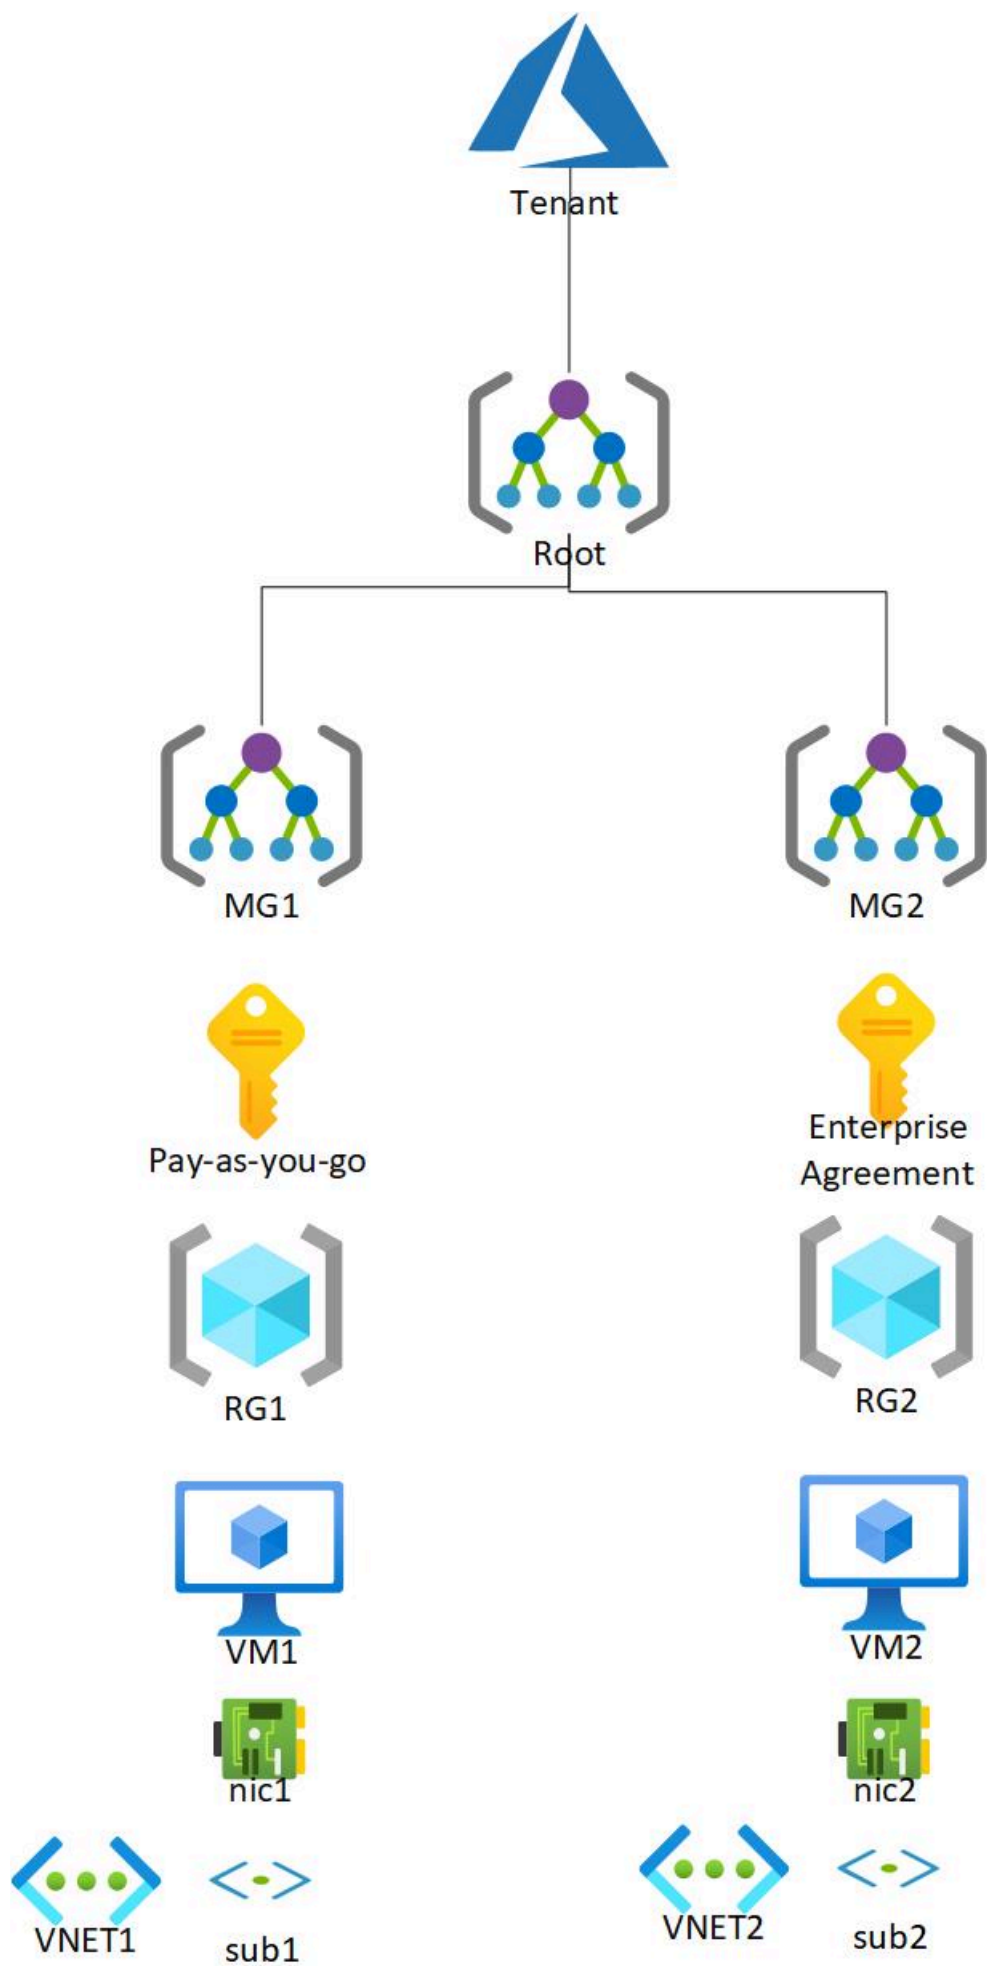 Tenant
Root
MG1
MG2
Pay-as-you-go
Enterprise
Agreement
RG1
RG2
VM1
VM2
nic1
nic2
VNET1
sub1
VNET2
sub2